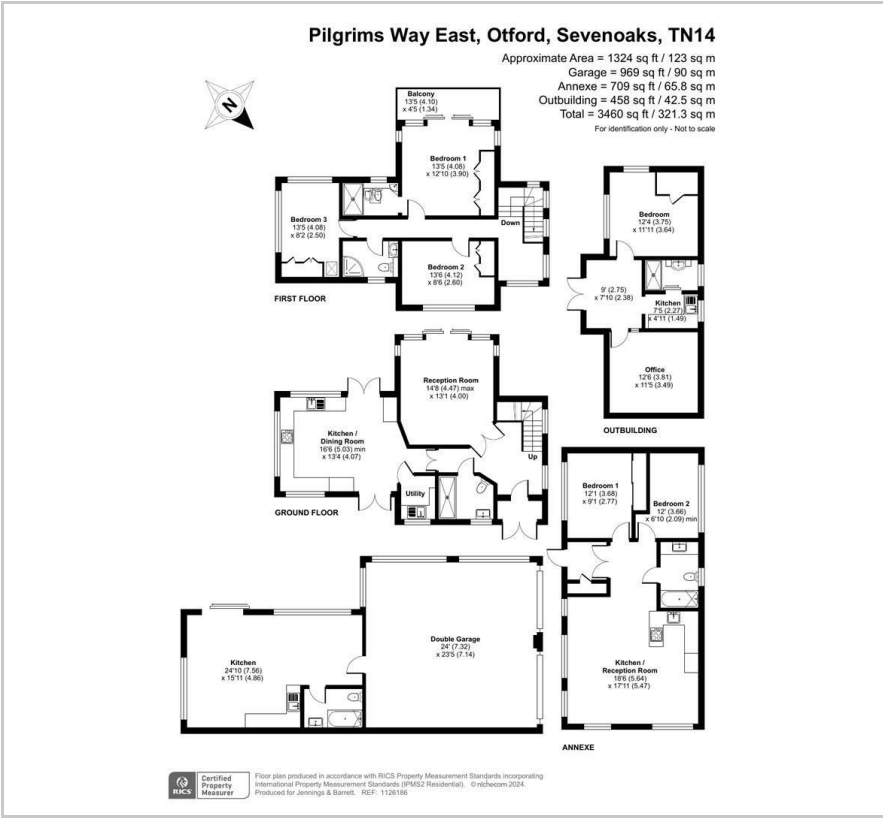 Pilgrims Way East, Otford, Sevenoaks, TN14
Approximate Area = 1324 sq ft / 123 sq m
Garage = 969 sq ft / 90 sq m
Annexe = 709 sq ft / 65.8 sq m
Outbuilding = 458 sq ft / 42.5 sq m
Total = 3460 sq ft / 321.3 sq m
For identification only - Not to scale
N
Balcony
13'5 (4.10)
x 4'5 (1.34)
Bedroom 1
13'5 (4.08)
x 12'10 (3.90)
Bedroom 3
13'5 (4.08)
x 8'2 (2.50)
Down
Bedroom 2
13'6 (4.12)
x 8'6 (2.60)
FIRST FLOOR
Bedroom
12'4 (3.75)
x 11'11 (3.64)
9' (2.75)
x 7'10 (2.38)
Kitchen
7'5 (2.27)
x 4'11 (1.49)
Office
12'6 (3.81)
x 11'5 (3.49)
OUTBUILDING
Reception Room
14'8 (4.47) max
x 13'1 (4.00)
Kitchen /
Dining Room
16'6 (5.03) min
x 13'4 (4.07)
Up
Utility
GROUND FLOOR
Bedroom 1
12'1 (3.68)
x 9'1 (2.77)
Bedroom 2
12' (3.66)
x 6'10 (2.09) min
Kitchen /
Reception Room
18'6 (5.64)
x 17'11 (5.47)
ANNEXE
Double Garage
24' (7.32)
x 23'5 (7.14)
Kitchen
24'10 (7.56)
x 15'11 (4.86)
RICS
Certified
Property
Measurer
Floor plan produced in accordance with RICS Property Measurement Standards incorporating
International Property Measurement Standards (IPMS2 Residential). © nichecom 2024.
Produced for Jennings & Barrett. REF: 1126186